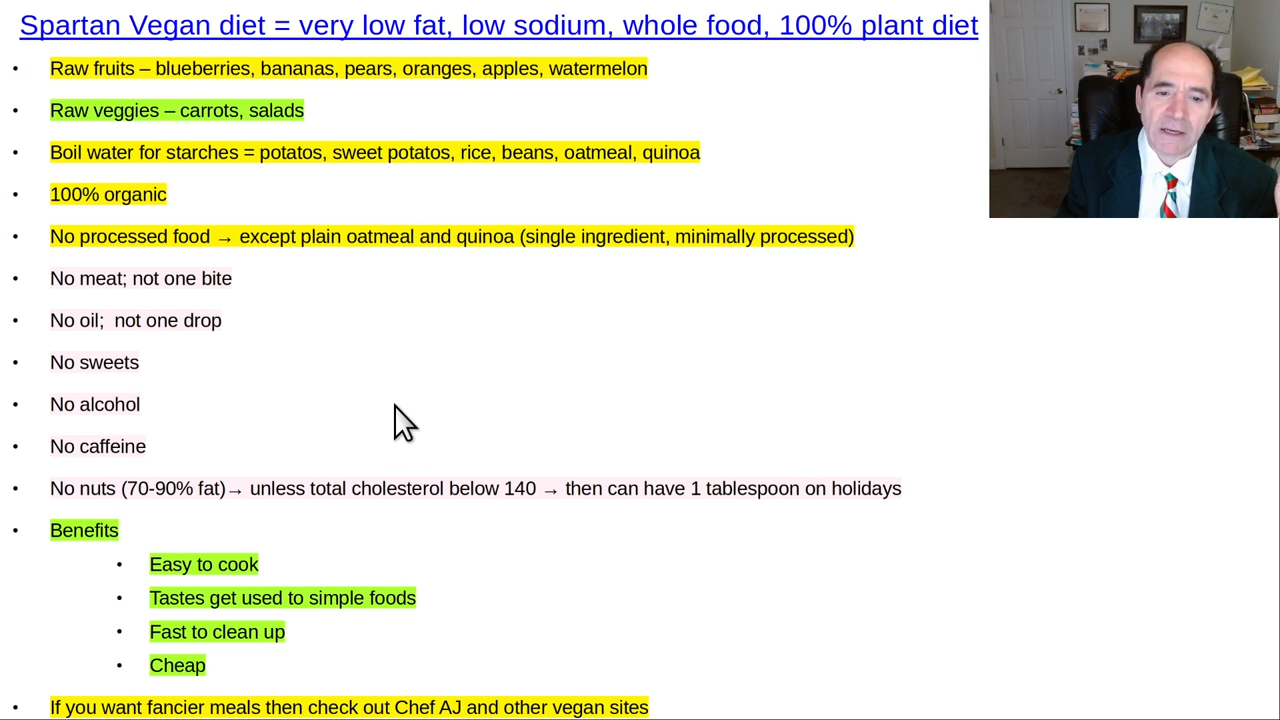 Spartan Vegan diet = very low fat, low sodium, whole food, 100% plant diet
• Raw fruits – blueberries, bananas, pears, oranges, apples, watermelon
• Raw veggies – carrots, salads
• Boil water for starches = potatos, sweet potatos, rice, beans, oatmeal, quinoa
• 100% organic
• No processed food → except plain oatmeal and quinoa (single ingredient, minimally processed)
• No meat; not one bite
• No oil;  not one drop
• No sweets
• No alcohol
• No caffeine
• No nuts (70-90% fat)→ unless total cholesterol below 140 → then can have 1 tablespoon on holidays
• Benefits
• Easy to cook
• Tastes get used to simple foods
• Fast to clean up
• Cheap
• If you want fancier meals then check out Chef AJ and other vegan sites